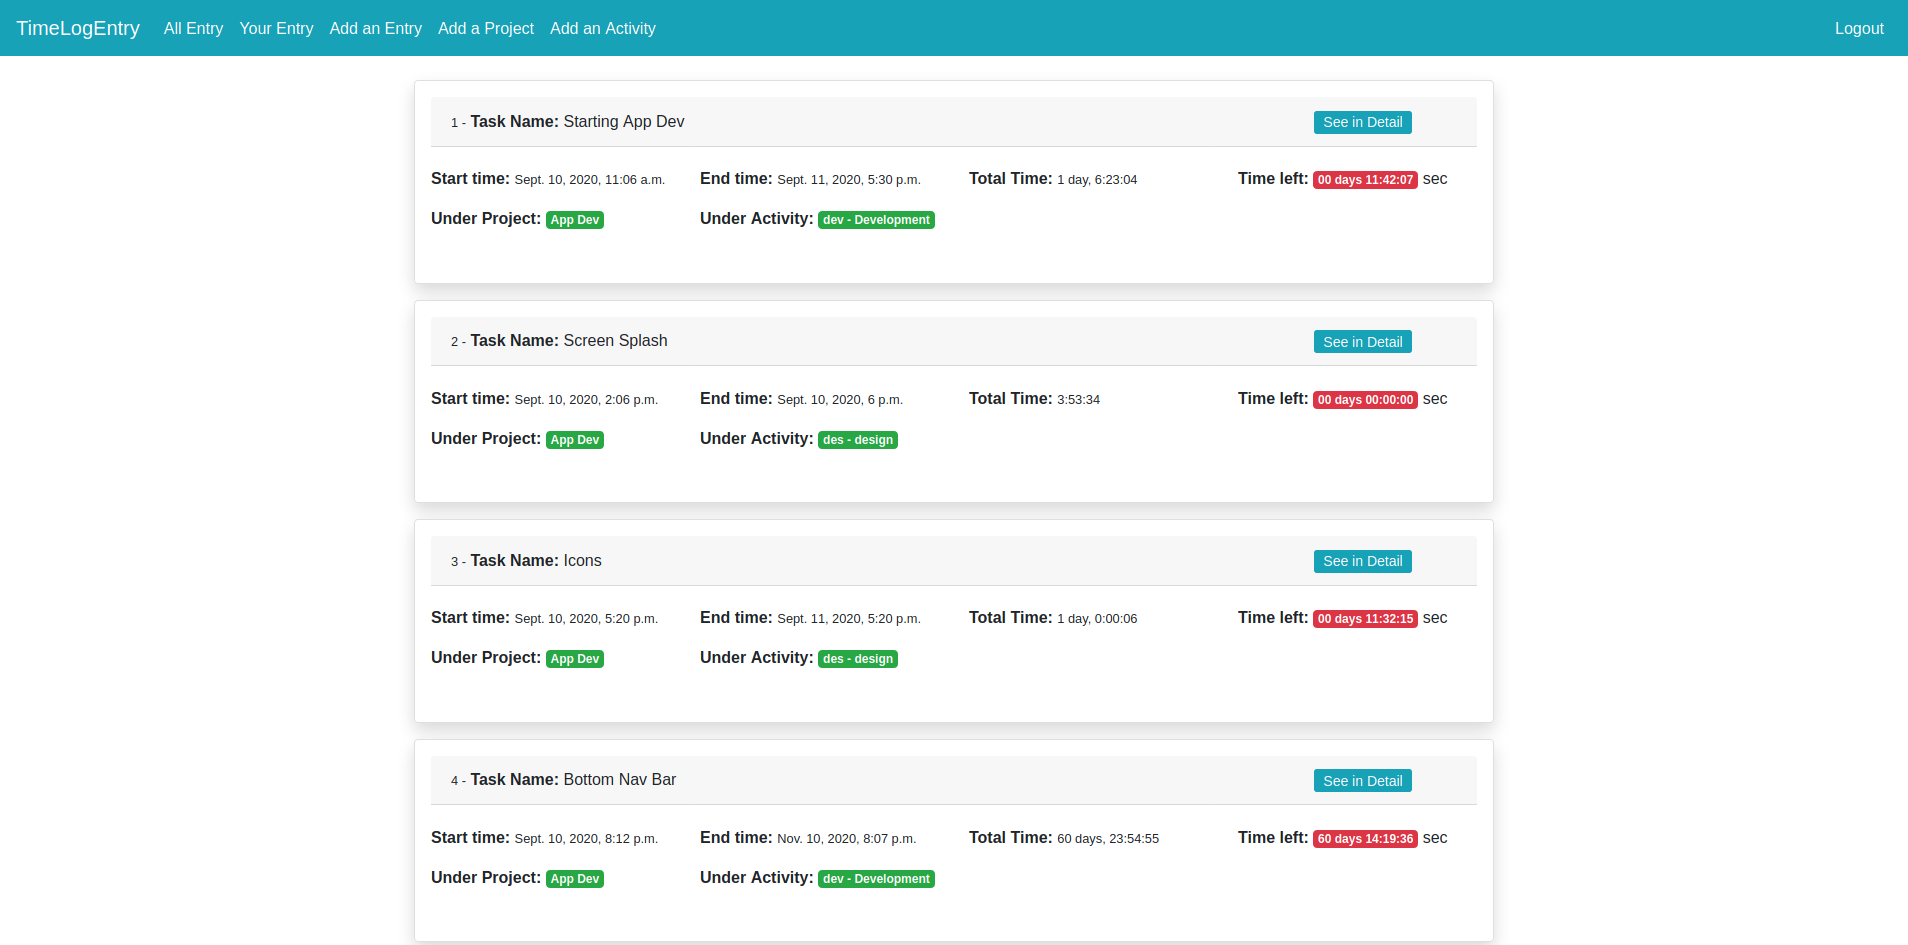 TimeLogEntry All Entry Your Entry Add an Entry Add a Project Add an Activity Logout
1 - Task Name: Starting App Dev See in Detail
Start time: Sept. 10, 2020, 11:06 a.m. End time: Sept. 11, 2020, 5:30 p.m. Total Time: 1 day, 6:23:04 Time left: 00 days 11:42:07 sec
Under Project: App Dev Under Activity: dev - Development
2 - Task Name: Screen Splash See in Detail
Start time: Sept. 10, 2020, 2:06 p.m. End time: Sept. 10, 2020, 6 p.m. Total Time: 3:53:34 Time left: 00 days 00:00:00 sec
Under Project: App Dev Under Activity: des - design
3 - Task Name: Icons See in Detail
Start time: Sept. 10, 2020, 5:20 p.m. End time: Sept. 11, 2020, 5:20 p.m. Total Time: 1 day, 0:00:06 Time left: 00 days 11:32:15 sec
Under Project: App Dev Under Activity: des - design
4 - Task Name: Bottom Nav Bar See in Detail
Start time: Sept. 10, 2020, 8:12 p.m. End time: Nov. 10, 2020, 8:07 p.m. Total Time: 60 days, 23:54:55 Time left: 60 days 14:19:36 sec
Under Project: App Dev Under Activity: dev - Development